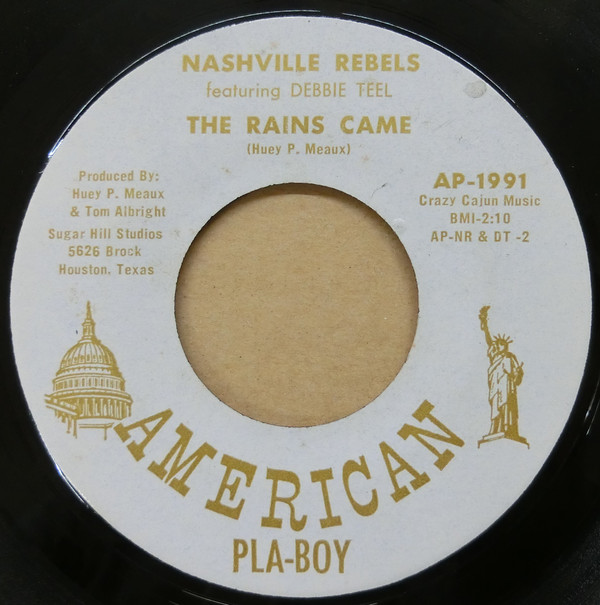 NASHVILLE REBELS
featuring DEBBIE TEEL
THE RAINS CAME
(Huey P. Meaux)
Produced By:
Huey P. Meaux
& Tom Albright
Sugar Hill Studios
5626 Brock
Houston, Texas
AP-1991
Crazy Cajun Music
BMI-2:10
AP-NR & DT -2
AMERICAN
PLA-BOY